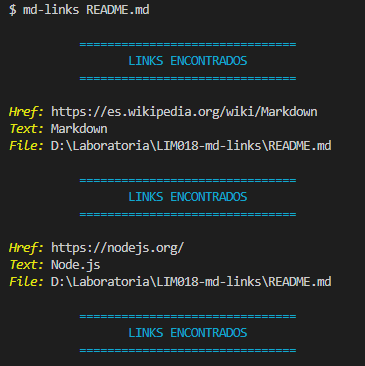 $ md-links README.md
===============================
LINKS ENCONTRADOS
===============================
Href: https://es.wikipedia.org/wiki/Markdown
Text: Markdown
File: D:\Laboratoria\LIM018-md-links\README.md
===============================
LINKS ENCONTRADOS
===============================
Href: https://nodejs.org/
Text: Node.js
File: D:\Laboratoria\LIM018-md-links\README.md
===============================
LINKS ENCONTRADOS
===============================